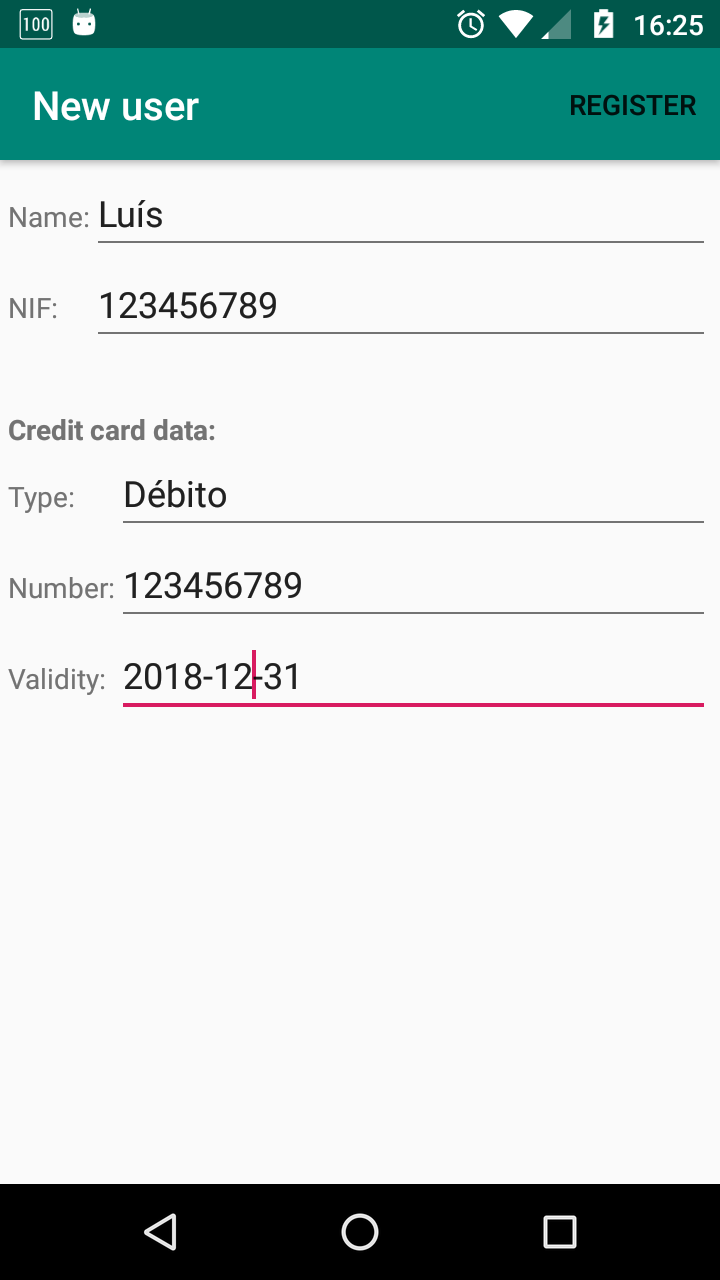 100 16:25
New user REGISTER
Name: Luís
NIF: 123456789
Credit card data:
Type: Débito
Number: 123456789
Validity: 2018-12-31